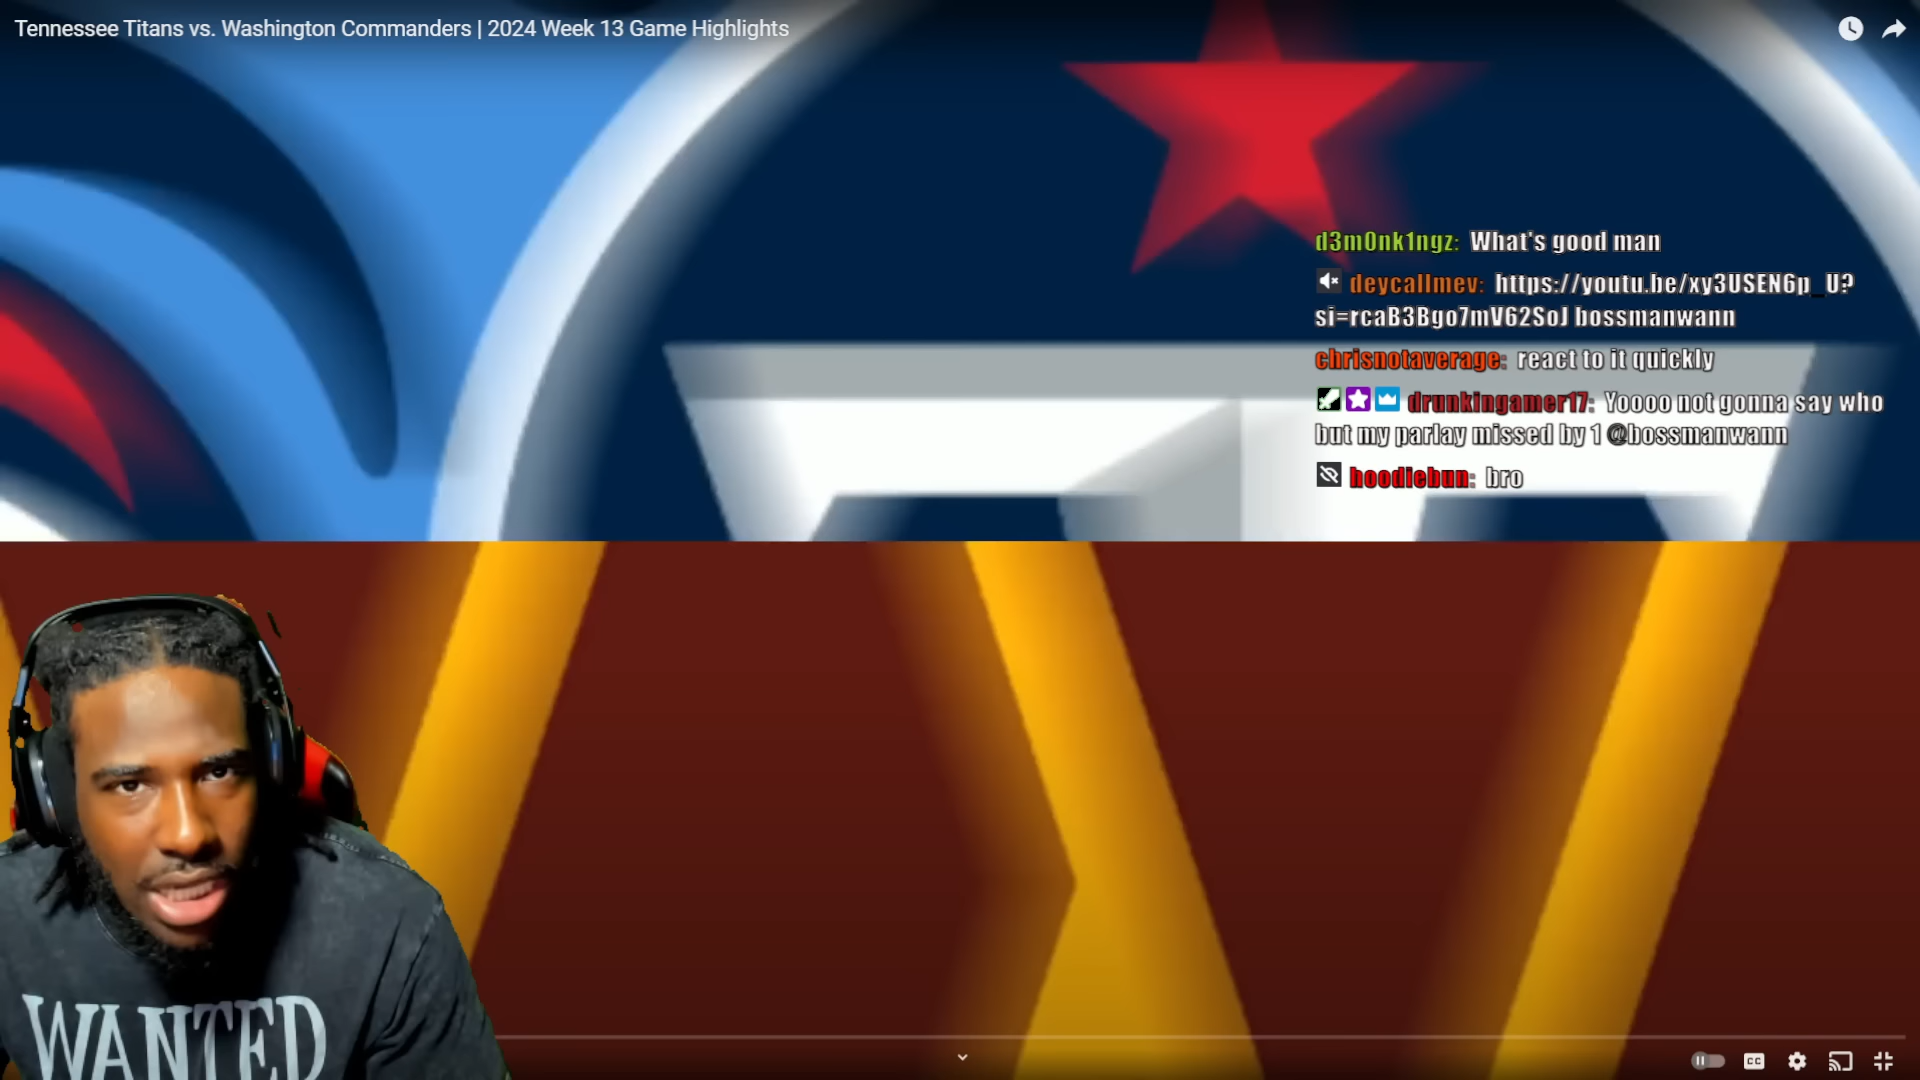 Tennessee Titans vs. Washington Commanders | 2024 Week 13 Game Highlights
d3m0nk1ngz: What's good man
deycallmev: https://youtu.be/xy3USEN6p_U?
si=rcaB3Bgo7mV62SoJ bossmanwann
chrisnotaverage: react to it quickly
drunkingamer17: Yoooo not gonna say who
but my parlay missed by 1 @bossmanwann
hoodiebun: bro
WANTED
CC